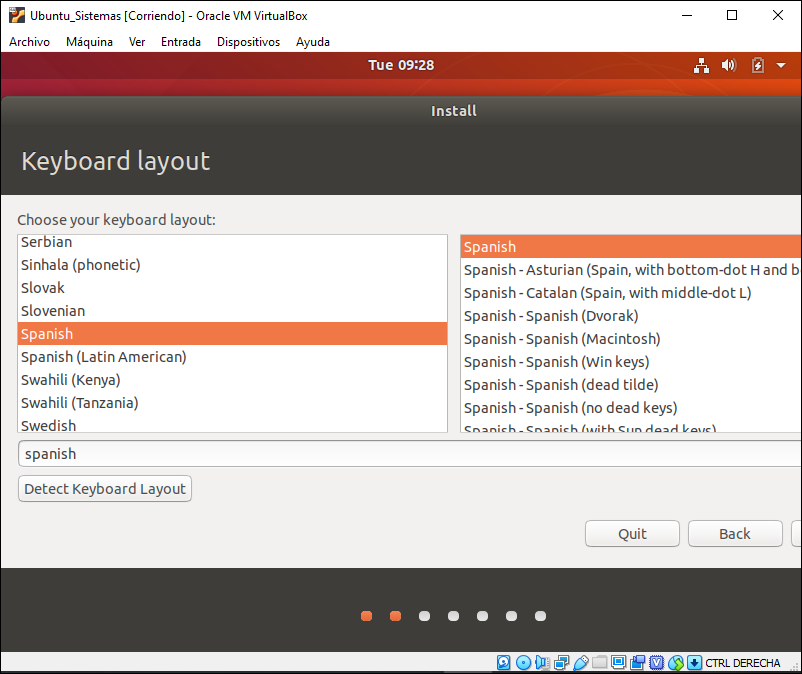 Ubuntu_Sistemas [Corriendo] - Oracle VM VirtualBox
Archivo Máquina Ver Entrada Dispositivos Ayuda
Tue 09:28
Install
Keyboard layout
Choose your keyboard layout:
Serbian
Sinhala (phonetic)
Slovak
Slovenian
Spanish
Spanish (Latin American)
Swahili (Kenya)
Swahili (Tanzania)
Swedish
Spanish
Spanish - Asturian (Spain, with bottom-dot H and b
Spanish - Catalan (Spain, with middle-dot L)
Spanish - Spanish (Dvorak)
Spanish - Spanish (Macintosh)
Spanish - Spanish (Win keys)
Spanish - Spanish (dead tilde)
Spanish - Spanish (no dead keys)
Spanish - Spanish (with Sun dead keys)
spanish
Detect Keyboard Layout
Quit Back
CTRL DERECHA